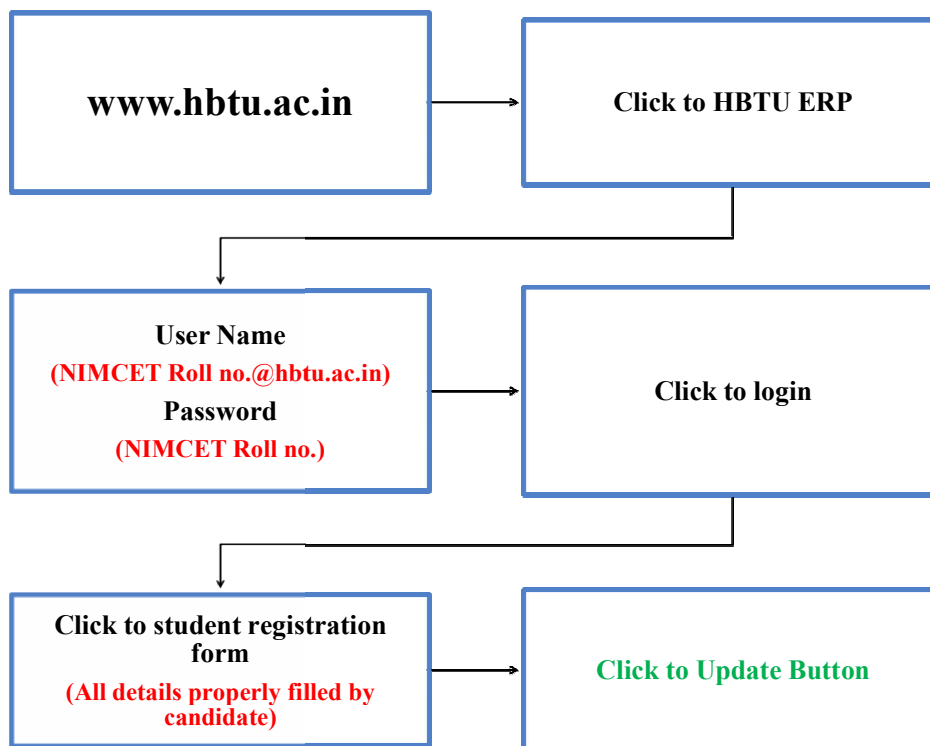 www.hbtu.ac.in
Click to HBTU ERP
User Name
(NIMCET Roll no.@hbtu.ac.in)
Password
(NIMCET Roll no.)
Click to login
Click to student registration
form
(All details properly filled by
candidate)
Click to Update Button